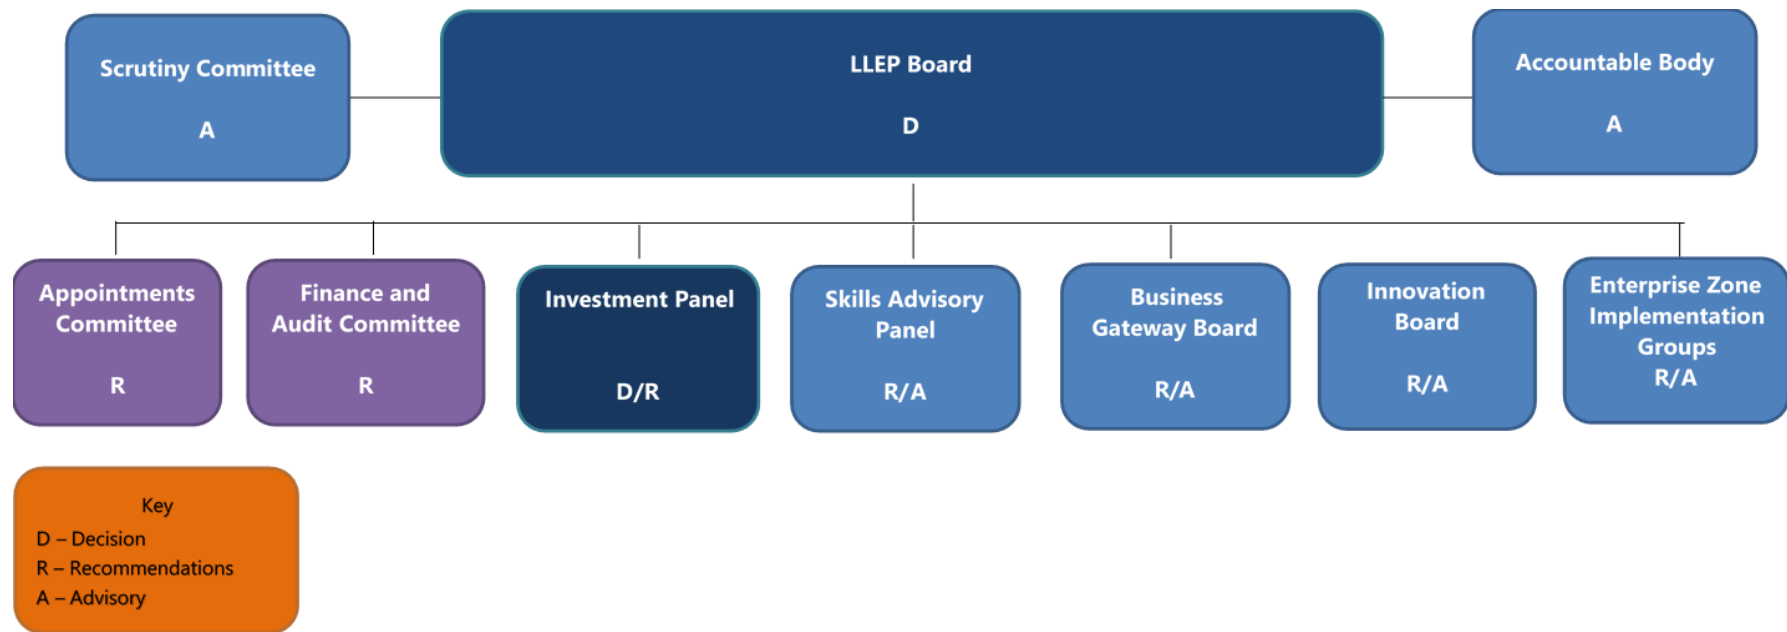 Scrutiny Committee
A
LLEP Board
D
Accountable Body
A
Appointments
Committee
R
Finance and
Audit Committee
R
Investment Panel
D/R
Skills Advisory
Panel
R/A
Business
Gateway Board
R/A
Innovation
Board
R/A
Enterprise Zone
Implementation
Groups
R/A
Key
D – Decision
R – Recommendations
A – Advisory